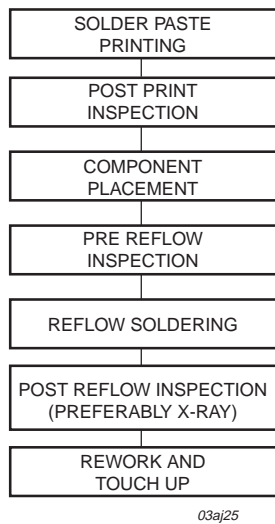 SOLDER PASTE
PRINTING
POST PRINT
INSPECTION
COMPONENT
PLACEMENT
PRE REFLOW
INSPECTION
REFLOW SOLDERING
POST REFLOW INSPECTION
(PREFERABLY X-RAY)
REWORK AND
TOUCH UP
03aj25